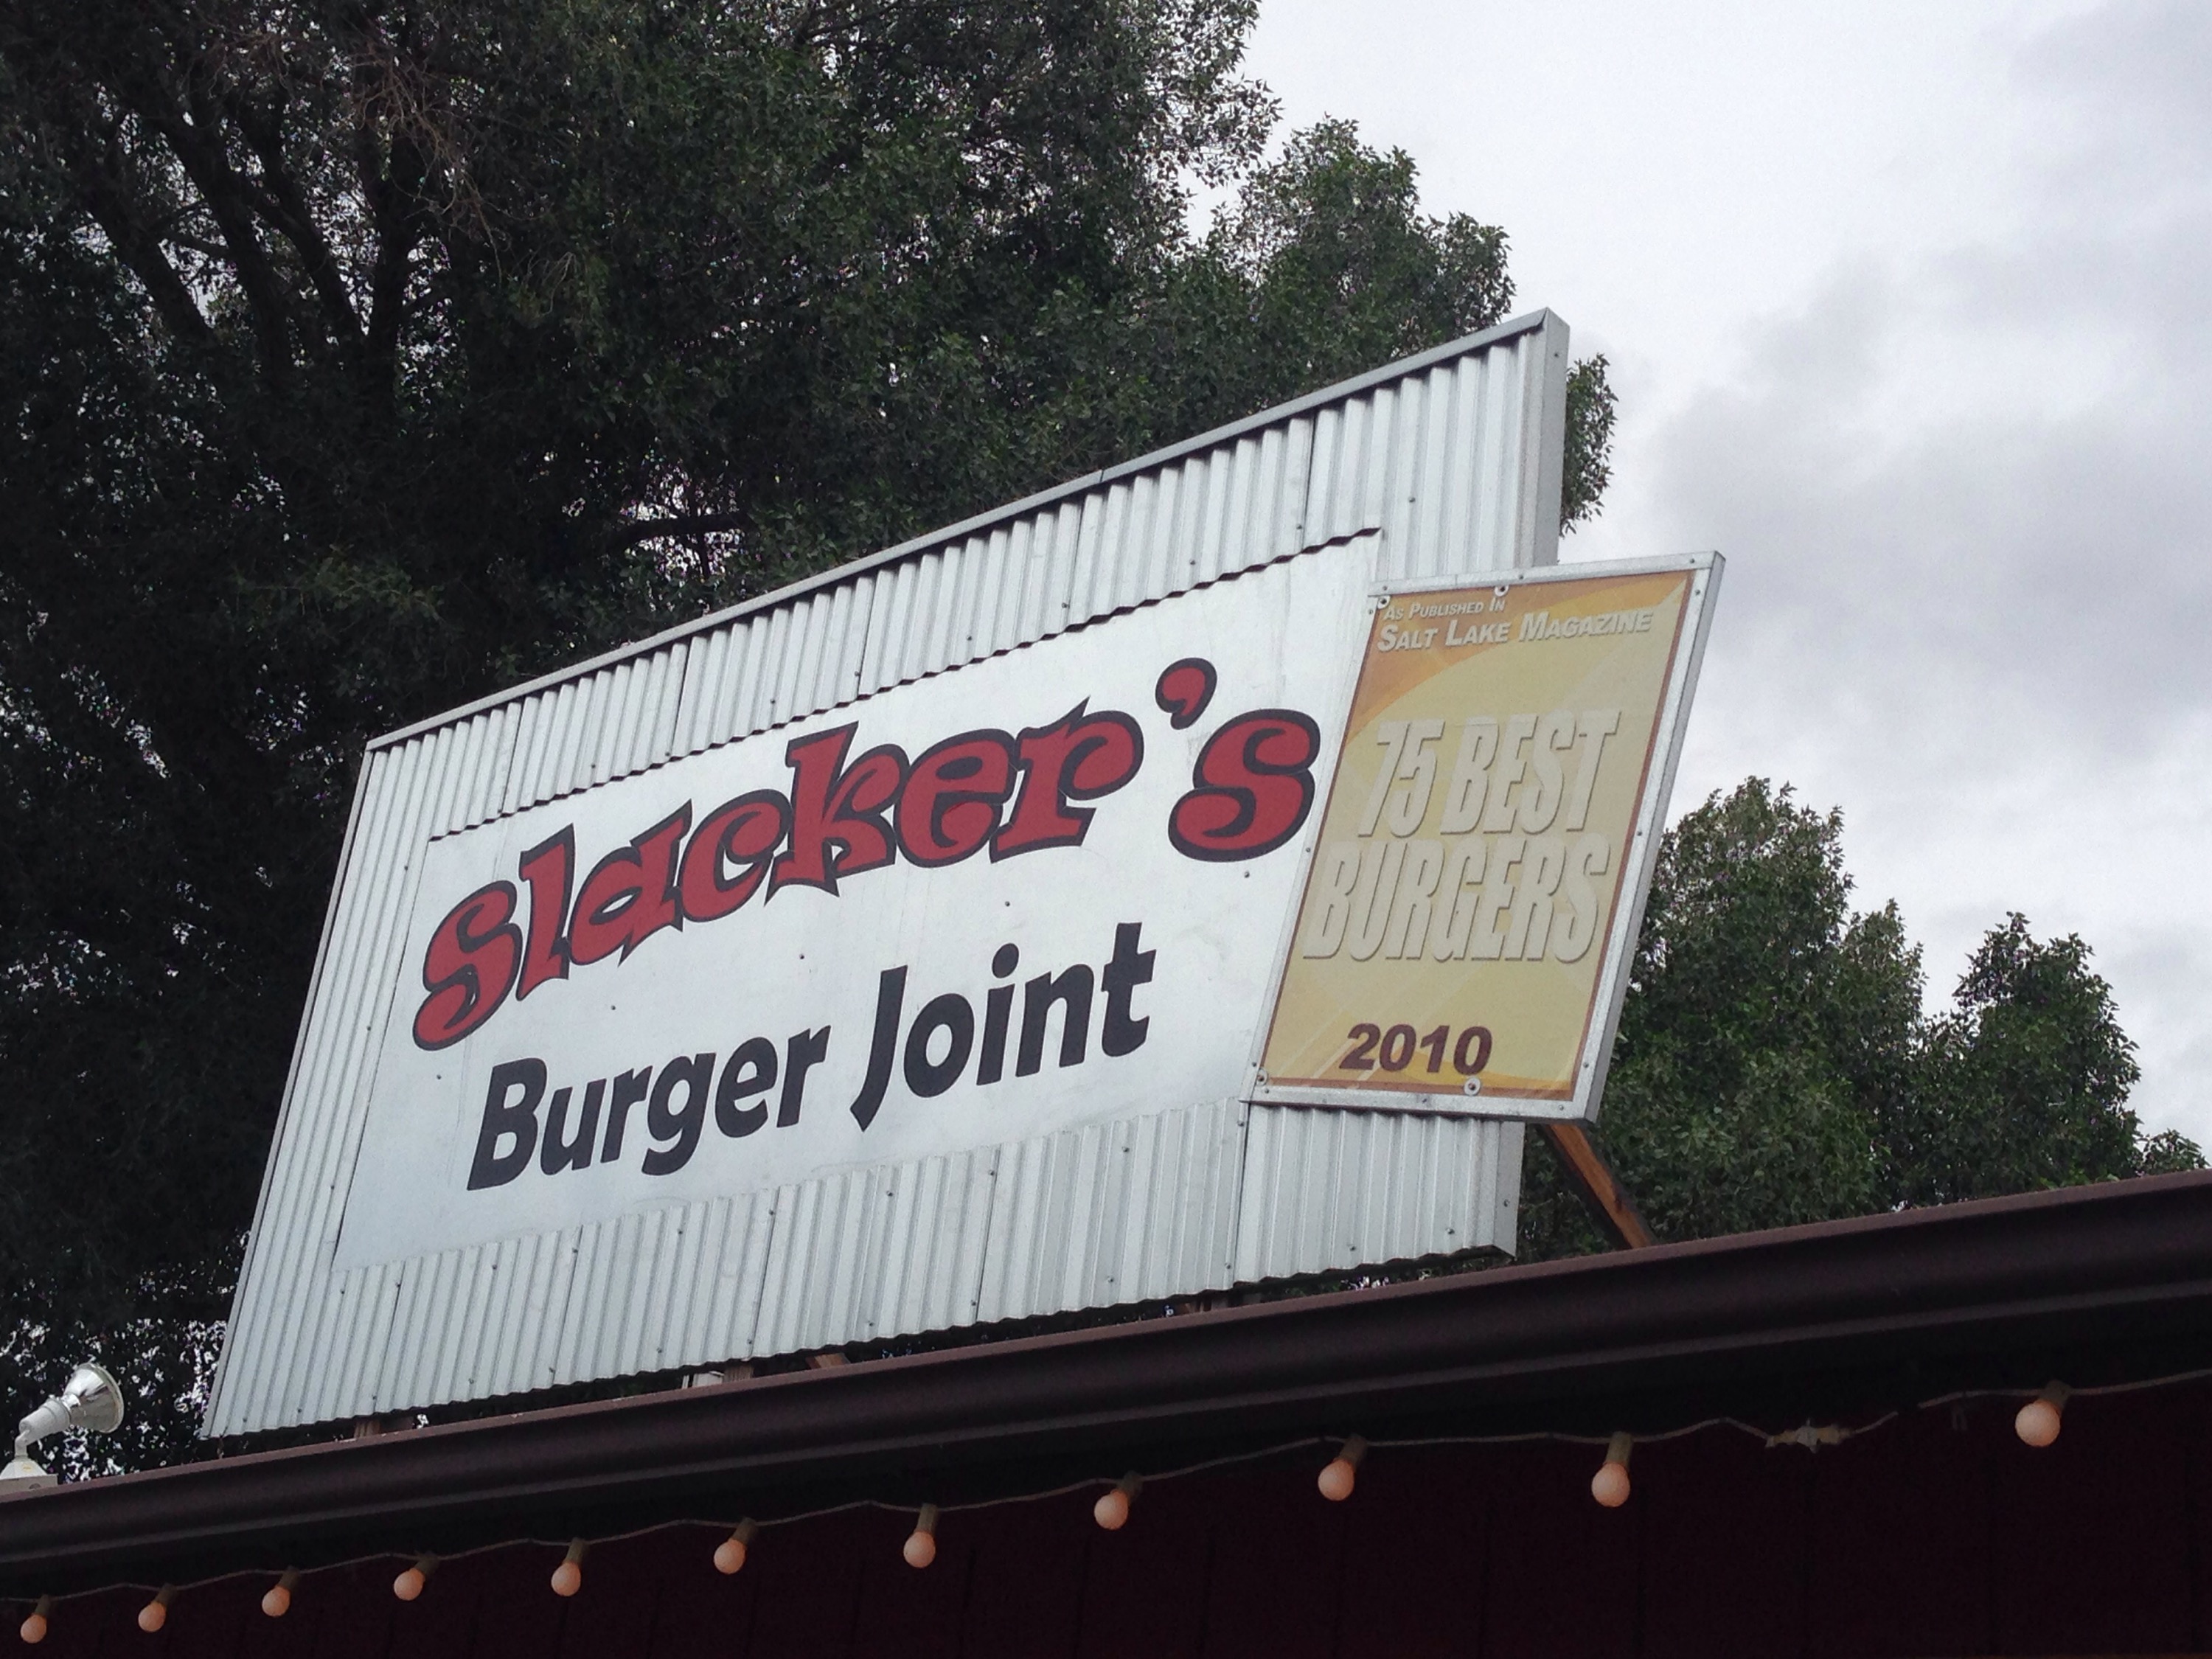 Slacker's
Burger Joint
As Published In
Salt Lake Magazine
75 BEST
BURGERS
2010